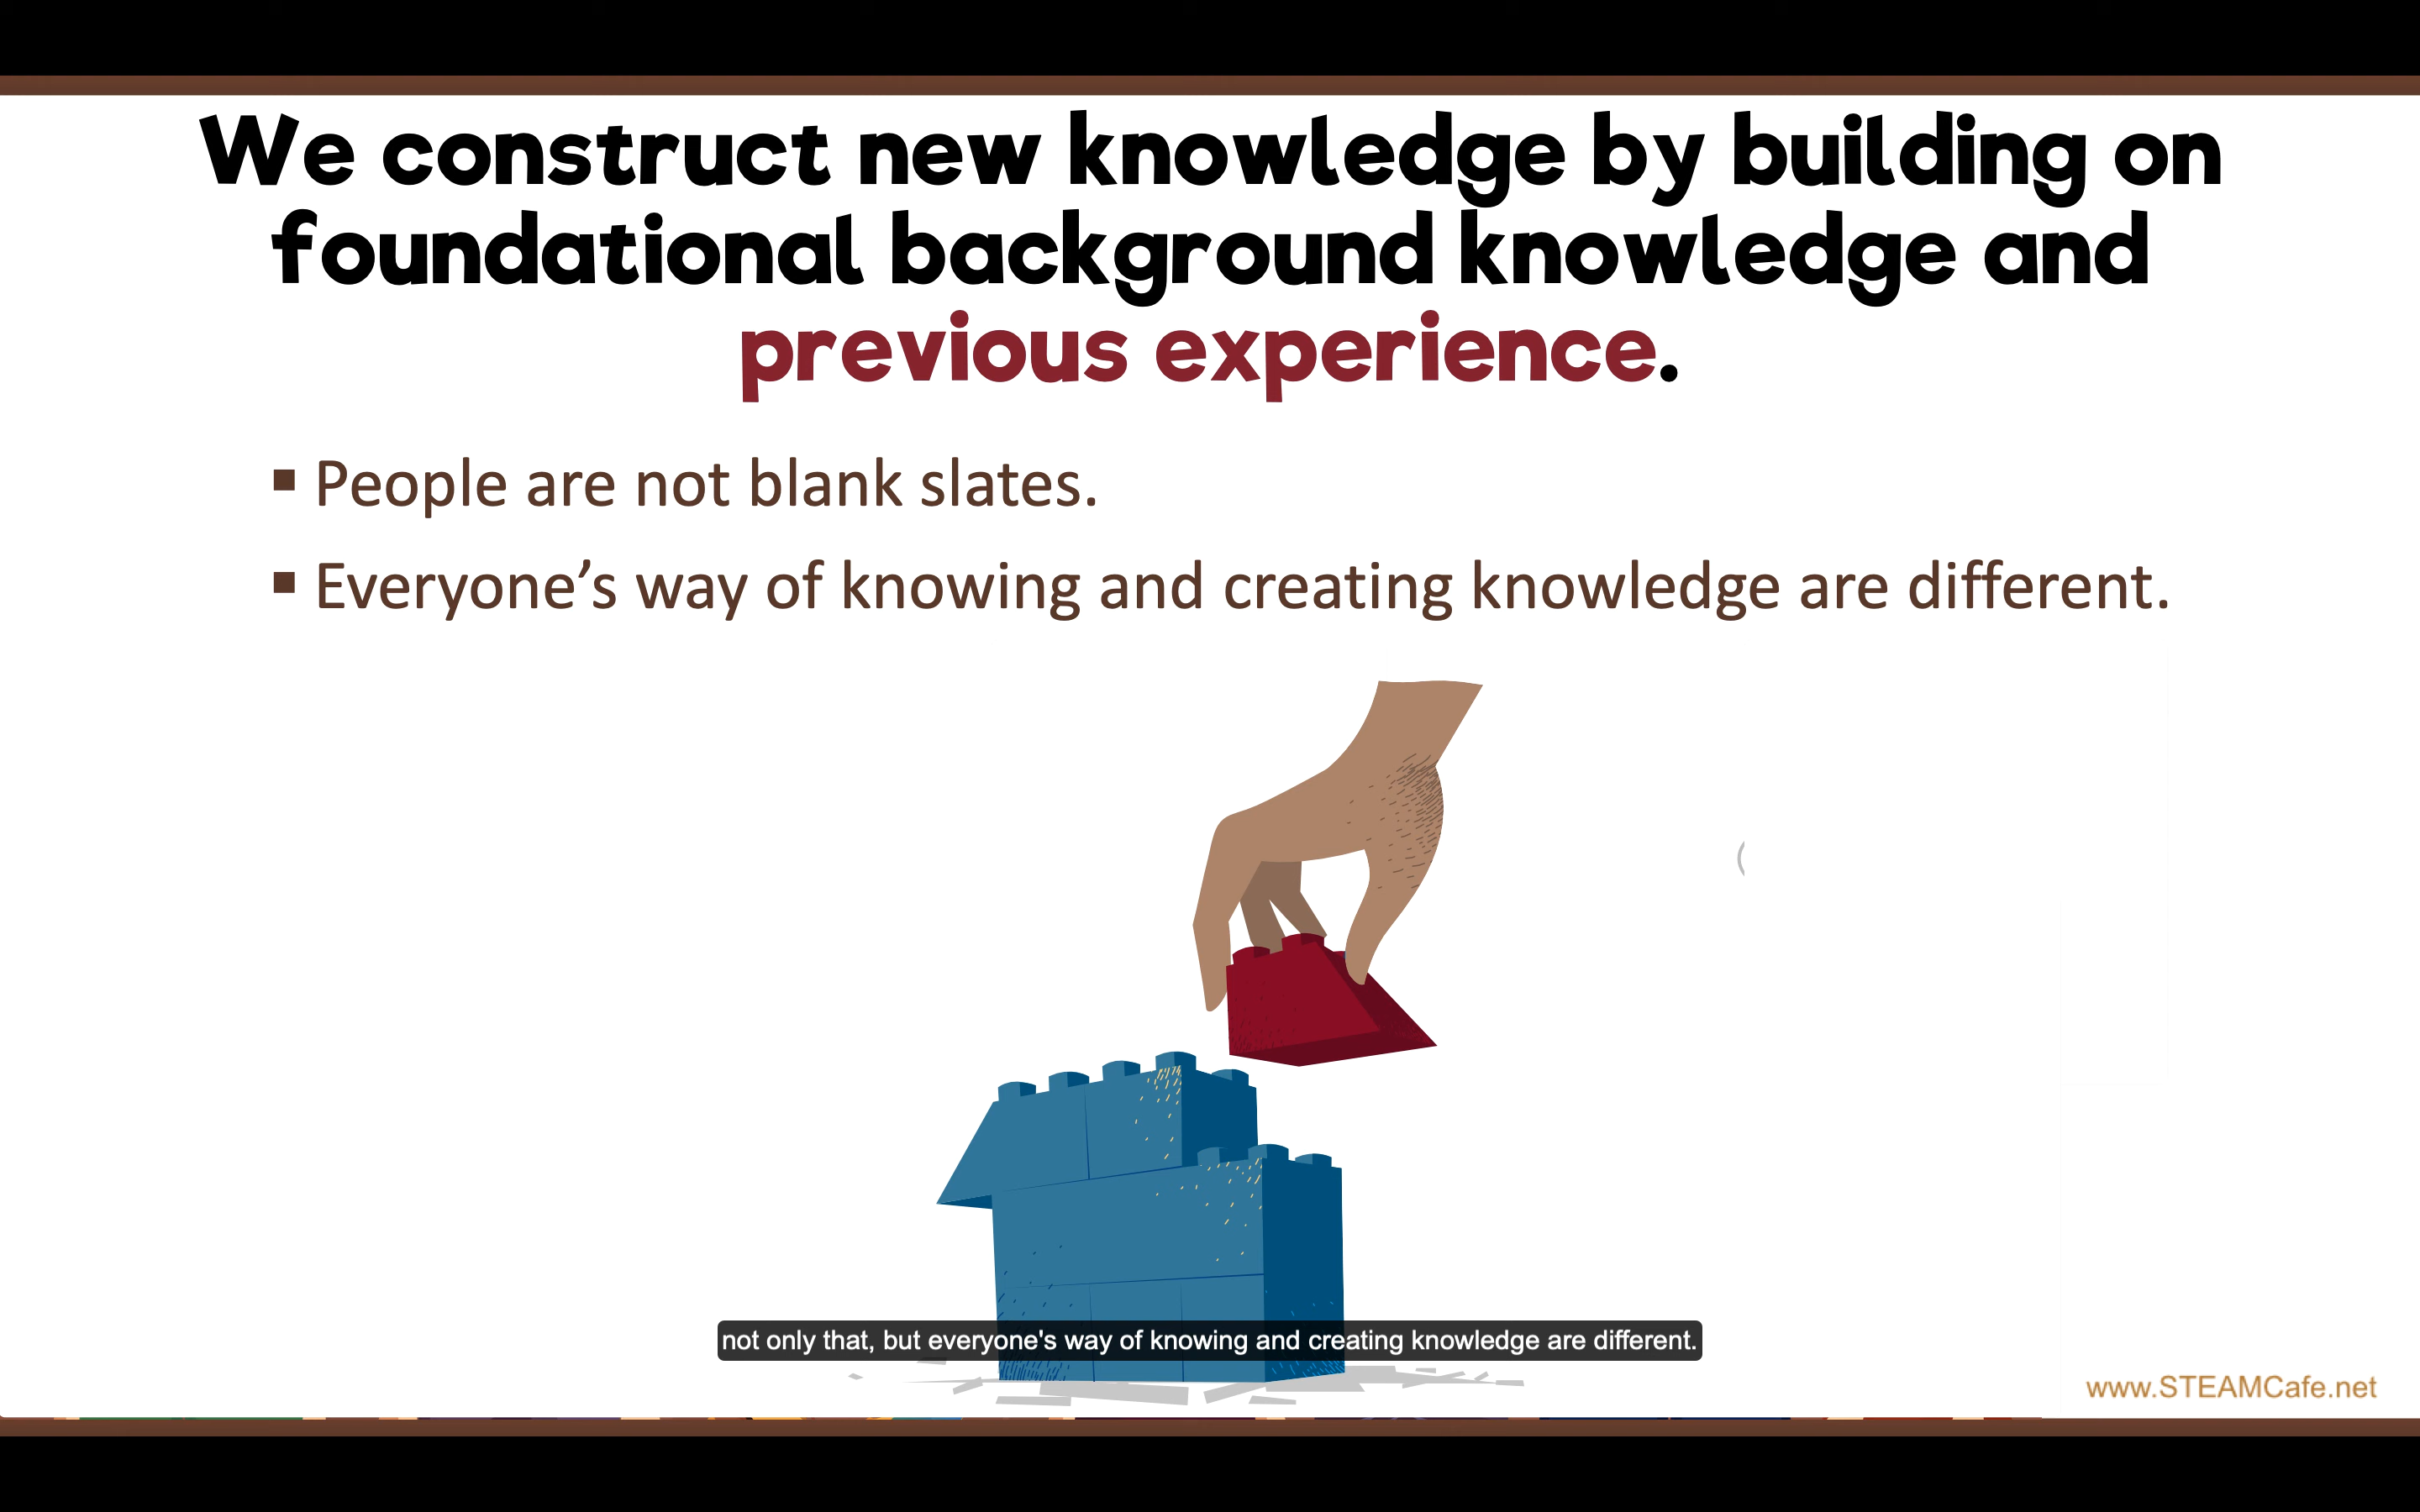 We construct new knowledge by building on
foundational background knowledge and
previous experience.
▪ People are not blank slates.
▪ Everyone’s way of knowing and creating knowledge are different.
not only that, but everyone's way of knowing and creating knowledge are different.
www.STEAMCafe.net